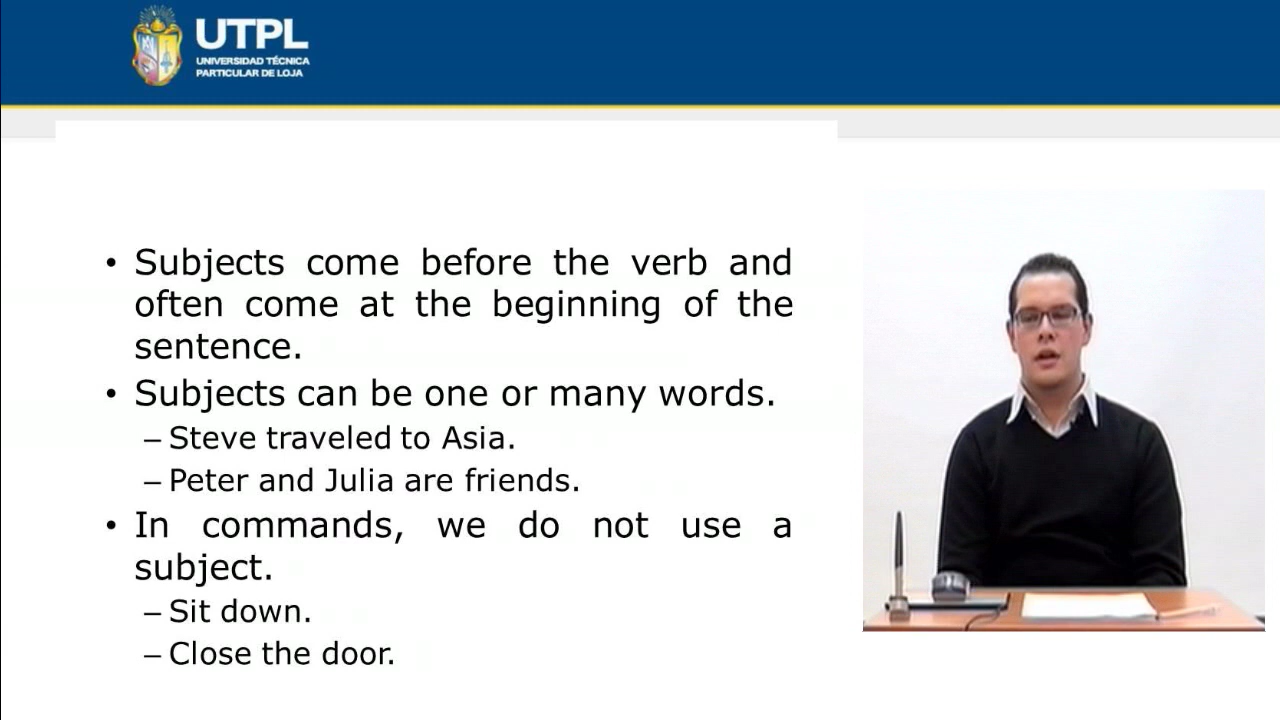 UTPL
UNIVERSIDAD TÉCNICA
PARTICULAR DE LOJA
• Subjects come before the verb and
often come at the beginning of the
sentence.
• Subjects can be one or many words.
– Steve traveled to Asia.
– Peter and Julia are friends.
• In commands, we do not use a
subject.
– Sit down.
– Close the door.